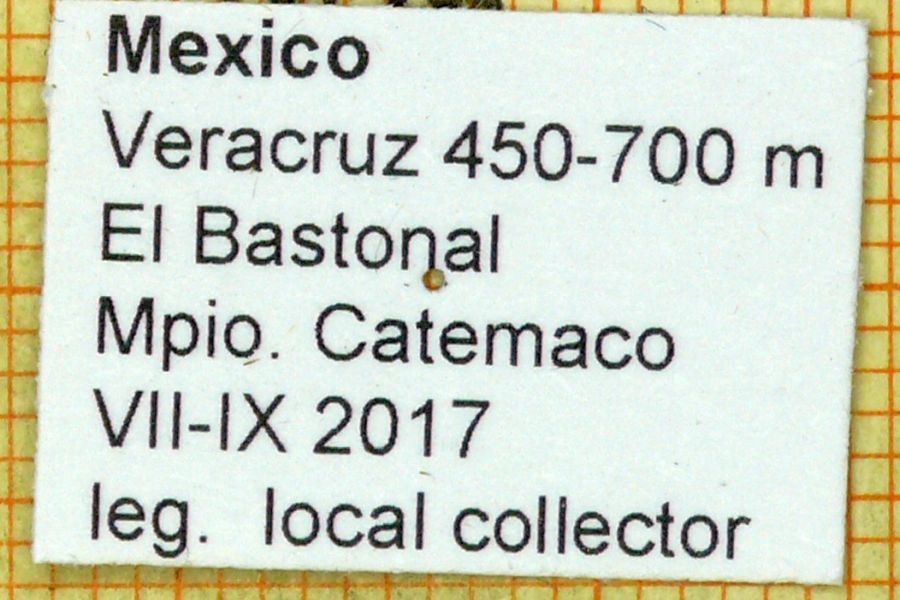 Mexico
Veracruz 450-700 m
El Bastonal
Mpio. Catemaco
VII-IX 2017
leg. local collector